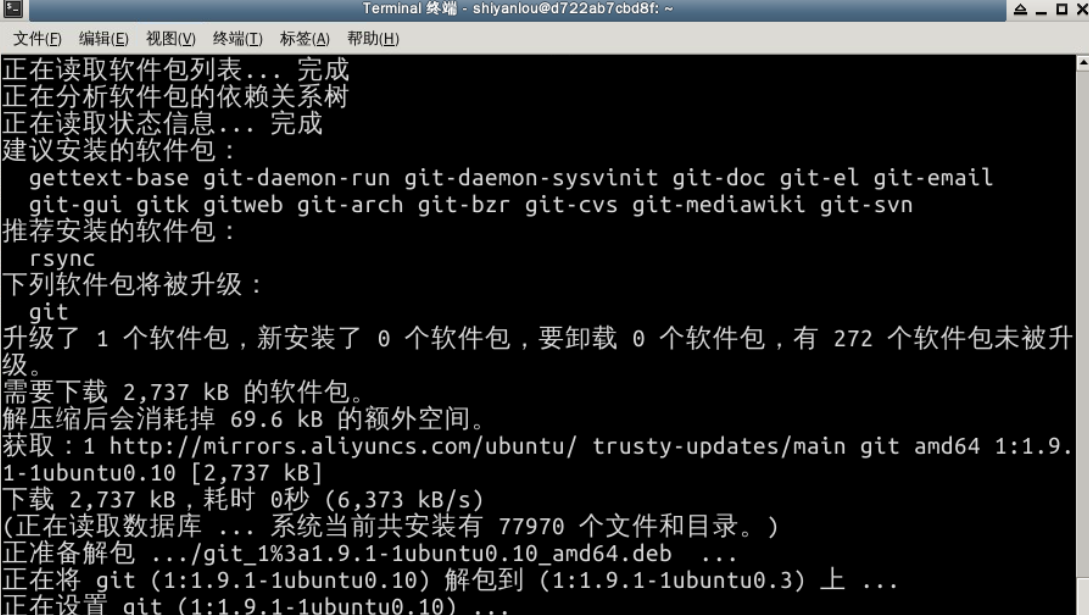 Terminal 终端 - shiyanlou@d722ab7cbd8f: ~
文件(F) 编辑(E) 视图(V) 终端(T) 标签(A) 帮助(H)
正在读取软件包列表... 完成
正在分析软件包的依赖关系树
正在读取状态信息... 完成
建议安装的软件包：
gettext-base git-daemon-run git-daemon-sysvinit git-doc git-el git-email
git-gui gitk gitweb git-arch git-bzr git-cvs git-mediawiki git-svn
推荐安装的软件包：
rsync
下列软件包将被升级：
git
升级了 1 个软件包，新安装了 0 个软件包，要卸载 0 个软件包，有 272 个软件包未被升
级。
需要下载 2,737 kB 的软件包。
解压缩后会消耗掉 69.6 kB 的额外空间。
获取：1 http://mirrors.aliyuncs.com/ubuntu/ trusty-updates/main git amd64 1:1.9.
1-1ubuntu0.10 [2,737 kB]
下载 2,737 kB，耗时 0秒 (6,373 kB/s)
(正在读取数据库 ... 系统当前共安装有 77970 个文件和目录。)
正准备解包 .../git_1%3a1.9.1-1ubuntu0.10_amd64.deb ...
正在将 git (1:1.9.1-1ubuntu0.10) 解包到 (1:1.9.1-1ubuntu0.3) 上 ...
正在设置 git (1:1.9.1-1ubuntu0.10) ...